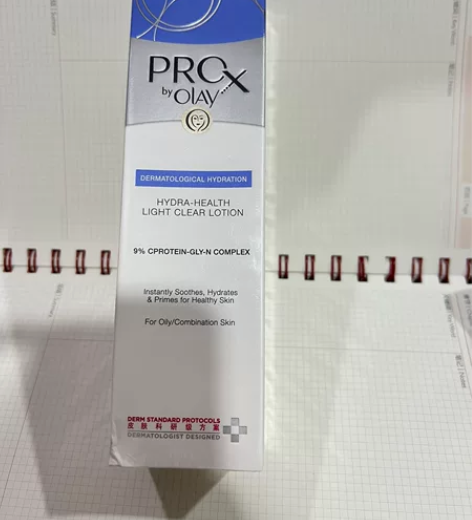 PROX
by OLAY
DERMATOLOGICAL HYDRATION
HYDRA-HEALTH
LIGHT CLEAR LOTION
9% CPROTEIN-GLY-N COMPLEX
Instantly Soothes, Hydrates
& Primes for Healthy Skin
For Oily/Combination Skin
DERM STANDARD PROTOCOLS
皮肤科研级方案
DERMATOLOGIST DESIGNED